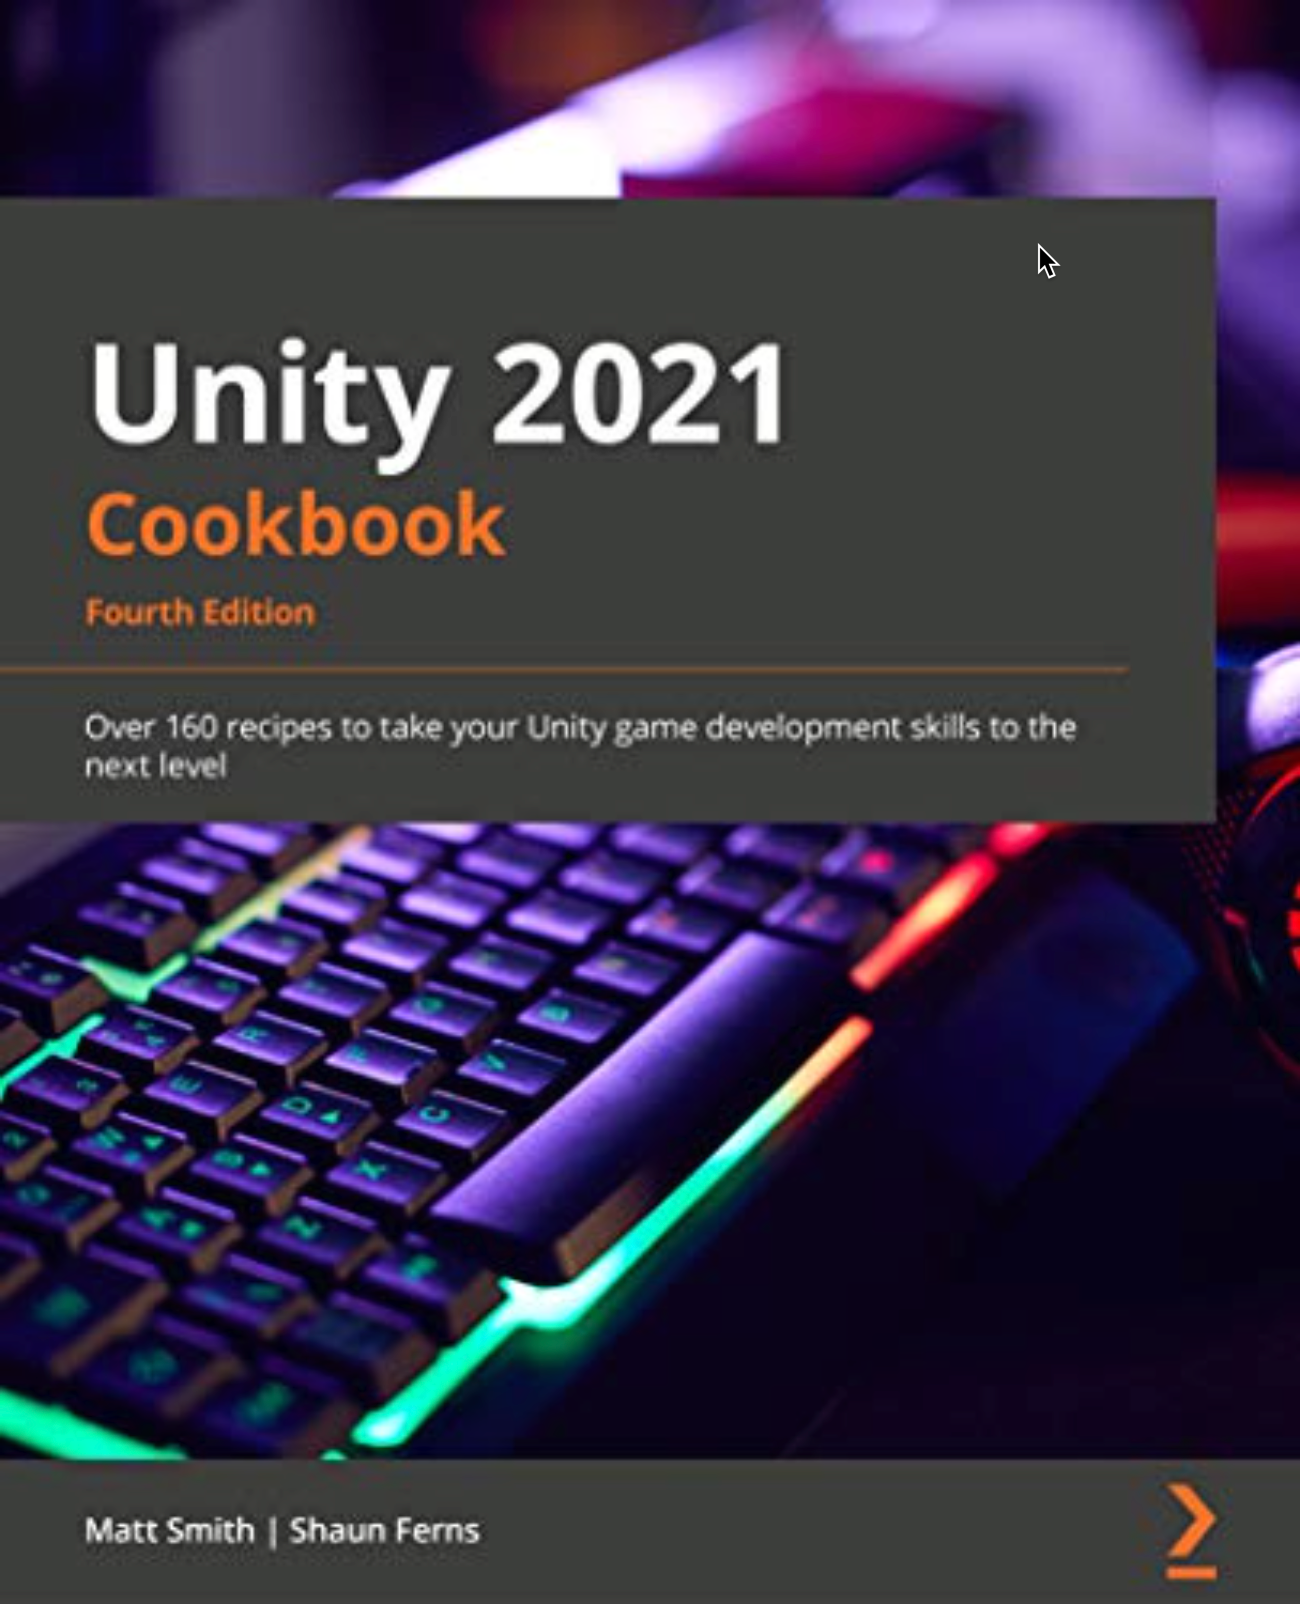 Unity 2021
Cookbook
Fourth Edition
Over 160 recipes to take your Unity game development skills to the
next level
R
F
V
E
D
C
X
Z
Matt Smith | Shaun Ferns